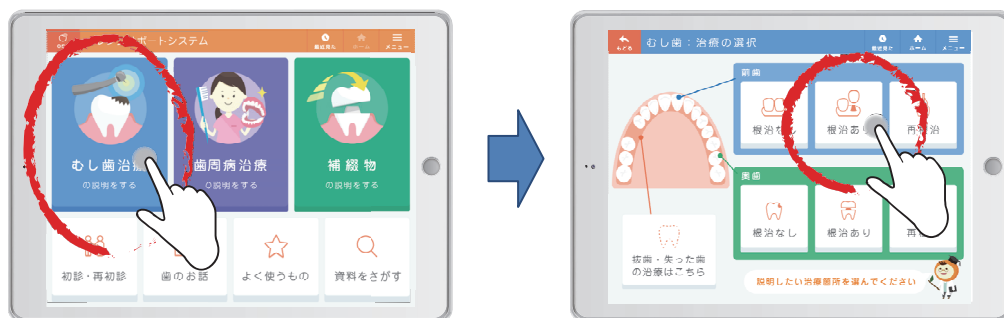 ートシステム
最近見た
ホーム
メニュー
むし歯治療
の説明をする
歯周病治療
の説明をする
補綴物
の説明をする
初診・再初診
歯のお話
よく使うもの
資料をさがす
もどる
むし歯：治療の選択
最近見た
ホーム
メニュー
前歯
根治なし
根治あり
再根治
奥歯
根治なし
根治あり
再
抜歯・失った歯
の治療はこちら
説明したい治療箇所を選んでください